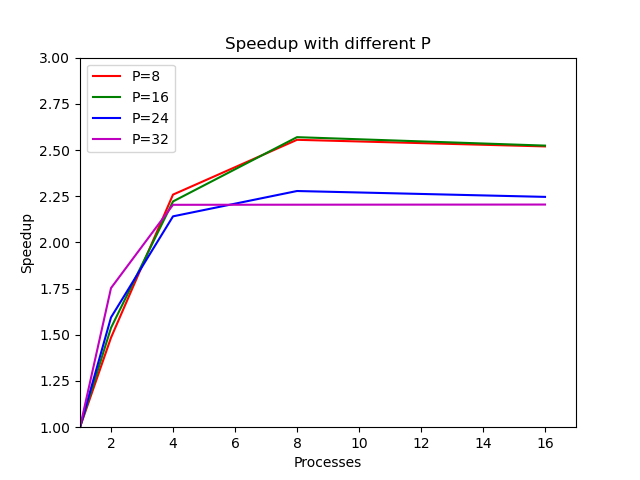 Speedup with different P
3.00
2.75
2.50
2.25
2.00
1.75
1.50
1.25
1.00
Speedup
P=8
P=16
P=24
P=32
2 4 6 8 10 12 14 16
Processes